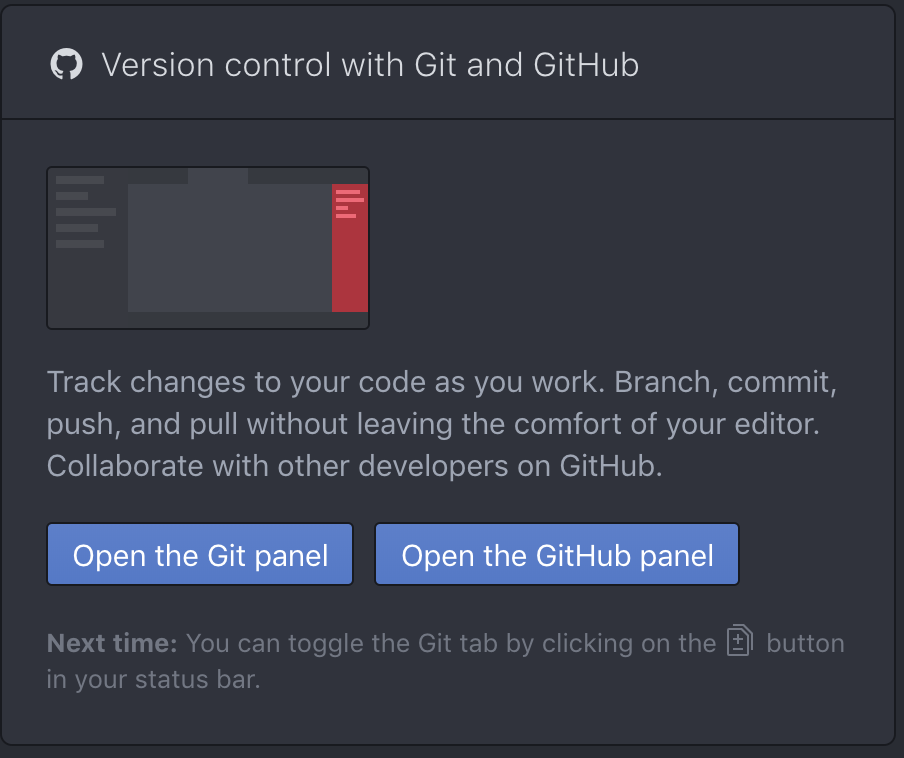 Version control with Git and GitHub
Track changes to your code as you work. Branch, commit,
push, and pull without leaving the comfort of your editor.
Collaborate with other developers on GitHub.
Open the Git panel
Open the GitHub panel
Next time: You can toggle the Git tab by clicking on the button
in your status bar.